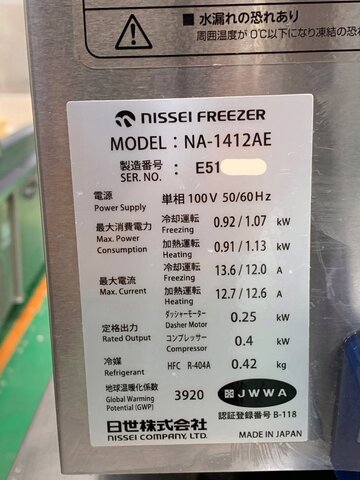 水漏れの恐れあり
周囲温度が0℃以下になり凍結の恐れ
NISSEI FREEZER
MODEL: NA-1412AE
製造番号 : E51
SER. NO.
電源 単相 100V 50/60Hz
Power Supply
最大消費電力 冷却運転 0.92 / 1.07 kW
Max. Power Freezing
Consumption 加熱運転 0.91 / 1.13 kW
Heating
最大電流 冷却運転 13.6 / 12.0 A
Max. Current Freezing
加熱運転 12.7 / 12.6 A
Heating
定格出力 ダッシャーモーター 0.25 kW
Rated Output Dasher Motor
コンプレッサー 0.4 kW
Compressor
冷媒 HFC R-404A 0.42 kg
Refrigerant
地球温暖化係数 3920 JWWA
Global Warming
Potential (GWP) 認証登録番号 B-118
日世株式会社
NISSEI COMPANY, LTD. MADE IN JAPAN